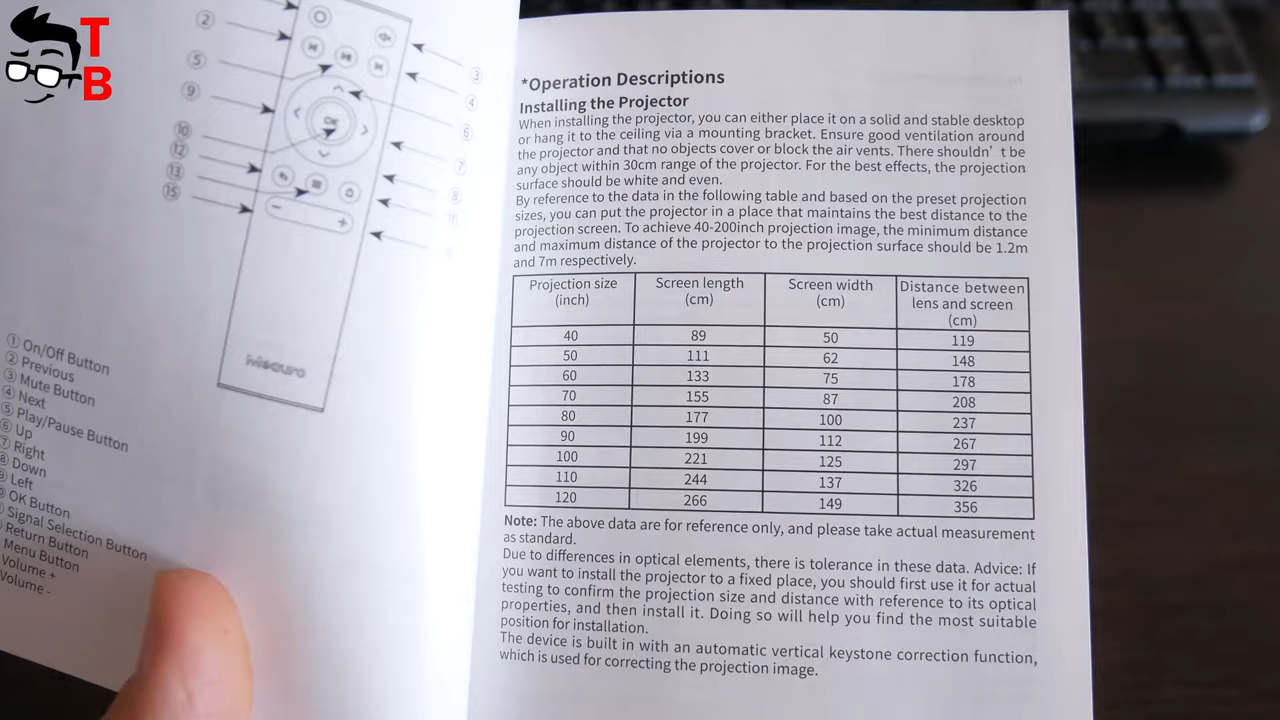 TB
②
⑤
⑨
⑩
⑫
⑬
⑮
③
④
⑥
⑦
⑧
OK
① On/Off Button
② Previous
③ Mute Button
④ Next
⑤ Play/Pause Button
⑥ Up
⑦ Right
⑧ Down
Left
OK Button
Signal Selection Button
Return Button
Menu Button
Volume +
Volume -
*Operation Descriptions
Installing the Projector
When installing the projector, you can either place it on a solid and stable desktop
or hang it to the ceiling via a mounting bracket. Ensure good ventilation around
the projector and that no objects cover or block the air vents. There shouldn' t be
any object within 30cm range of the projector. For the best effects, the projection
surface should be white and even.
By reference to the data in the following table and based on the preset projection
sizes, you can put the projector in a place that maintains the best distance to the
projection screen. To achieve 40-200inch projection image, the minimum distance
and maximum distance of the projector to the projection surface should be 1.2m
and 7m respectively.
Projection size (inch) Screen length (cm) Screen width (cm) Distance between lens and screen (cm)
40 89 50 119
50 111 62 148
60 133 75 178
70 155 87 208
80 177 100 237
90 199 112 267
100 221 125 297
110 244 137 326
120 266 149 356
Note: The above data are for reference only, and please take actual measurement
as standard.
Due to differences in optical elements, there is tolerance in these data. Advice: If
you want to install the projector to a fixed place, you should first use it for actual
testing to confirm the projection size and distance with reference to its optical
properties, and then install it. Doing so will help you find the most suitable
position for installation.
The device is built in with an automatic vertical keystone correction function,
which is used for correcting the projection image.